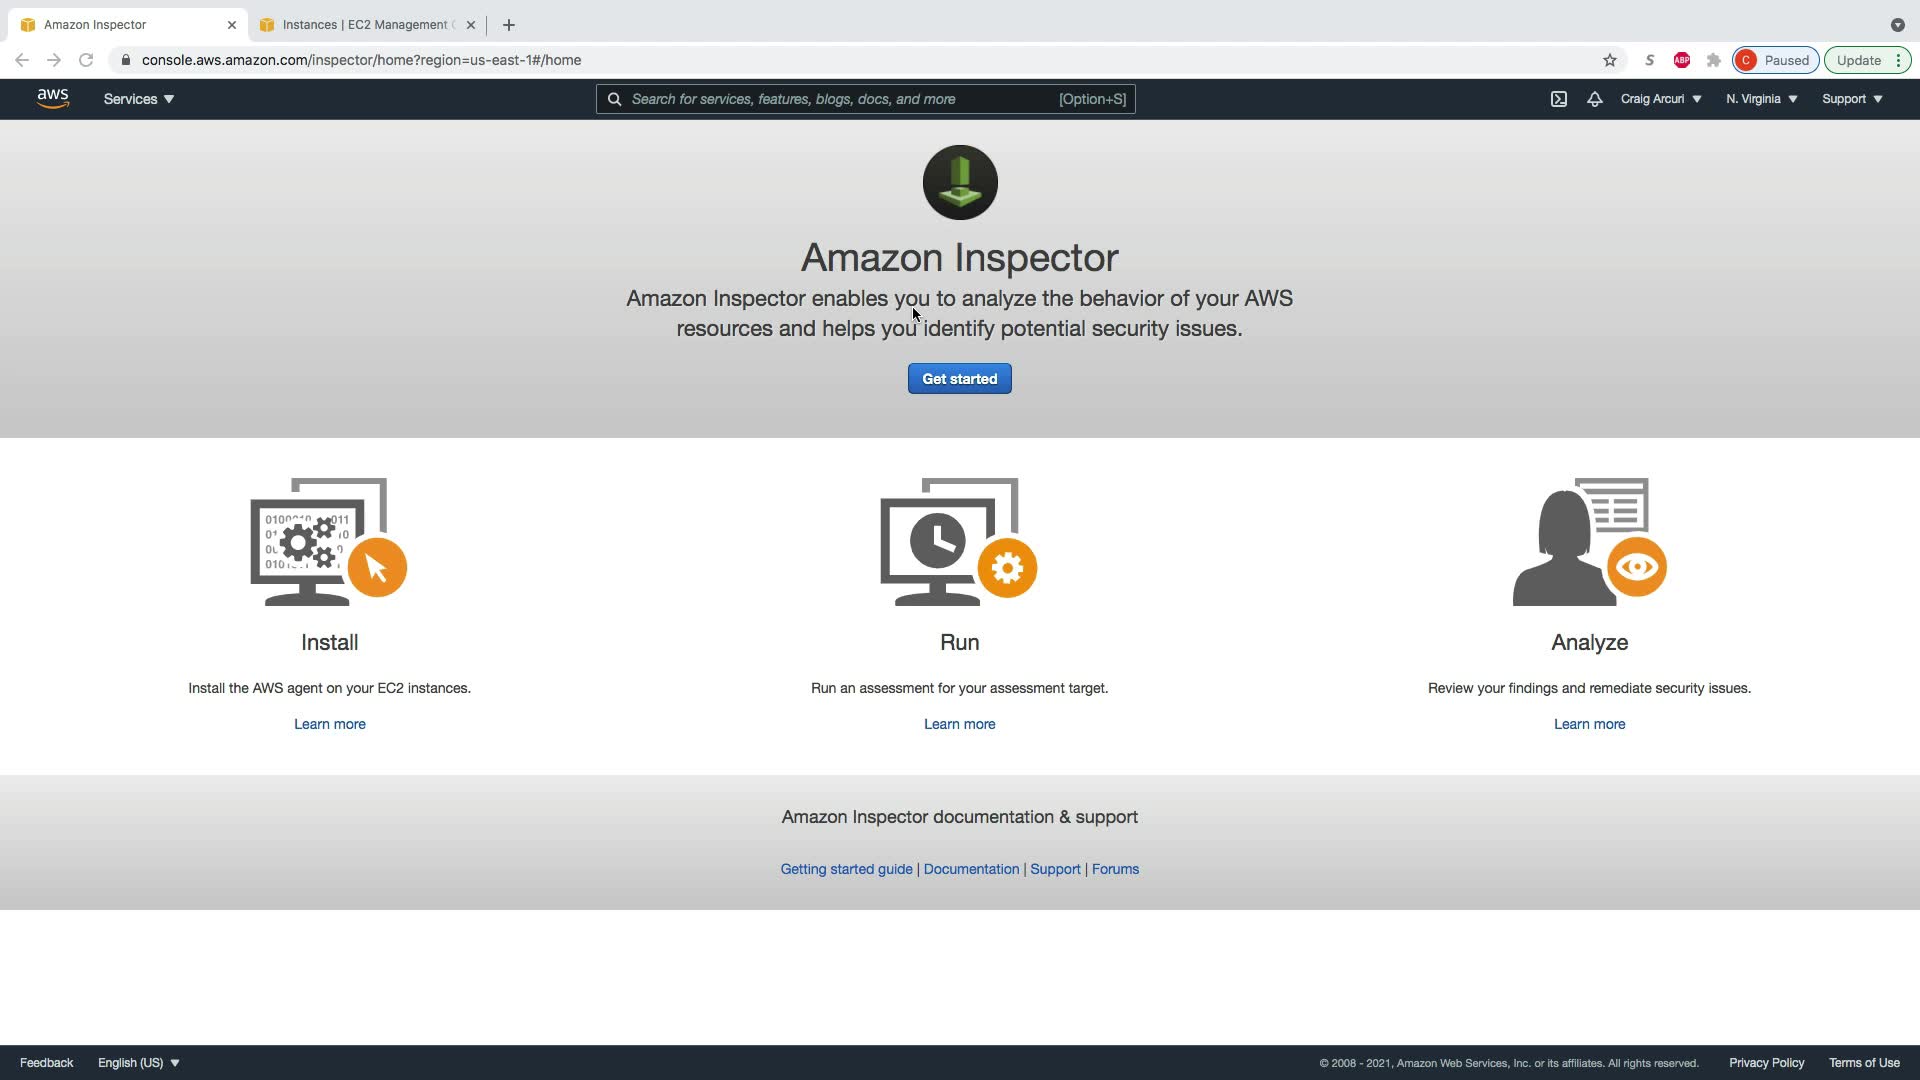 Amazon Inspector
Instances | EC2 Management
console.aws.amazon.com/inspector/home?region=us-east-1#/home
S
ABP
C
Paused
Update
aws
Services
Search for services, features, blogs, docs, and more
[Option+S]
Craig Arcuri
N. Virginia
Support
Amazon Inspector
Amazon Inspector enables you to analyze the behavior of your AWS
resources and helps you identify potential security issues.
Get started
Install
Run
Analyze
Install the AWS agent on your EC2 instances.
Run an assessment for your assessment target.
Review your findings and remediate security issues.
Learn more
Learn more
Learn more
Amazon Inspector documentation & support
Getting started guide | Documentation | Support | Forums
Feedback
English (US)
© 2008 - 2021, Amazon Web Services, Inc. or its affiliates. All rights reserved.
Privacy Policy
Terms of Use